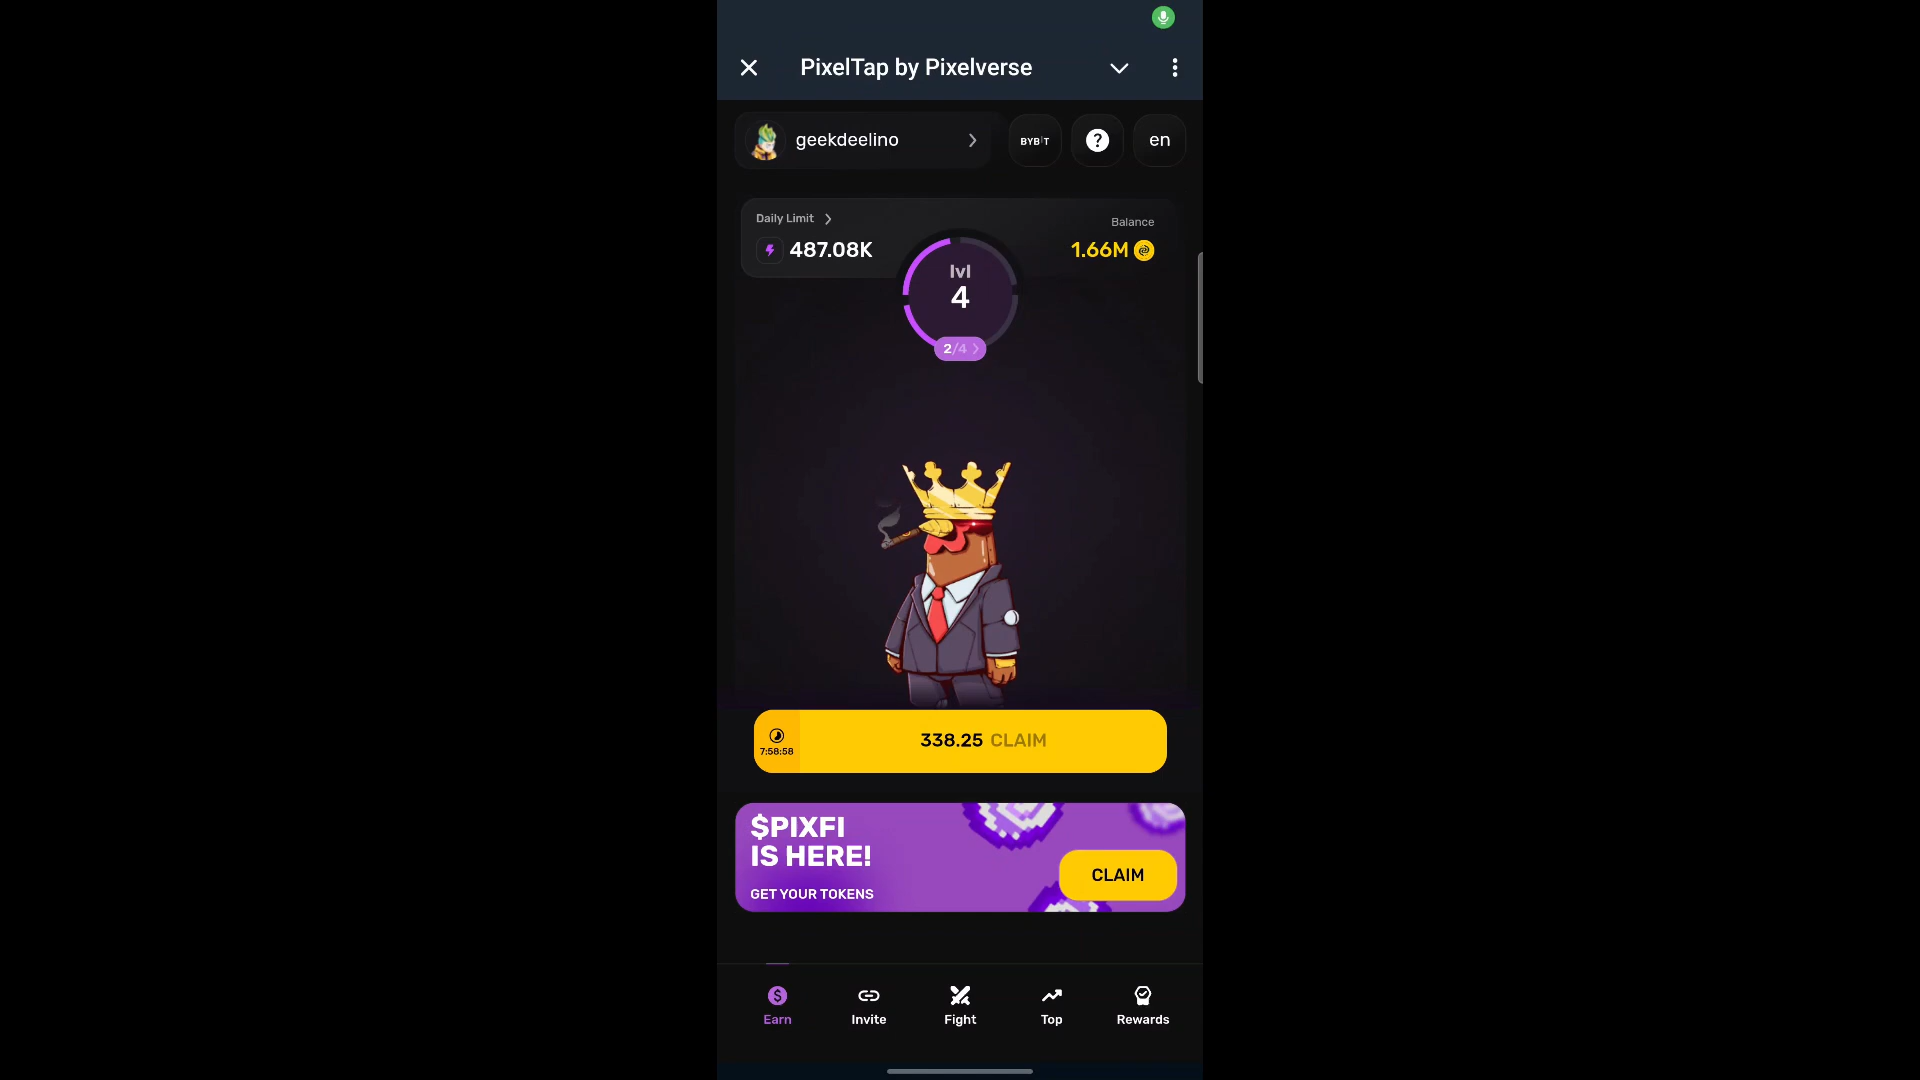 PixelTap by Pixelverse
geekdeelino
BYBIT
?
en
Daily Limit
487.08K
Balance
1.66M
lvl
4
2/4
7:58:58
338.25 CLAIM
$PIXFI
IS HERE!
GET YOUR TOKENS
CLAIM
Earn
Invite
Fight
Top
Rewards